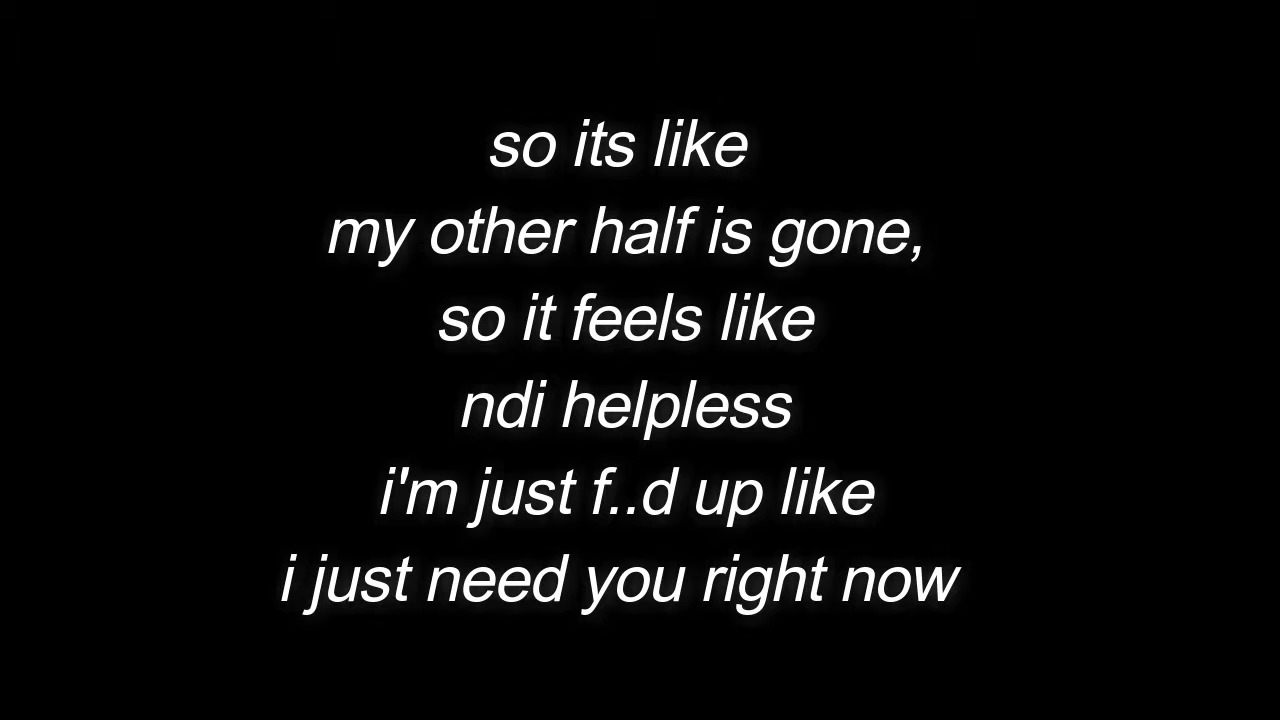 so its like
my other half is gone,
so it feels like
ndi helpless
i'm just f..d up like
i just need you right now